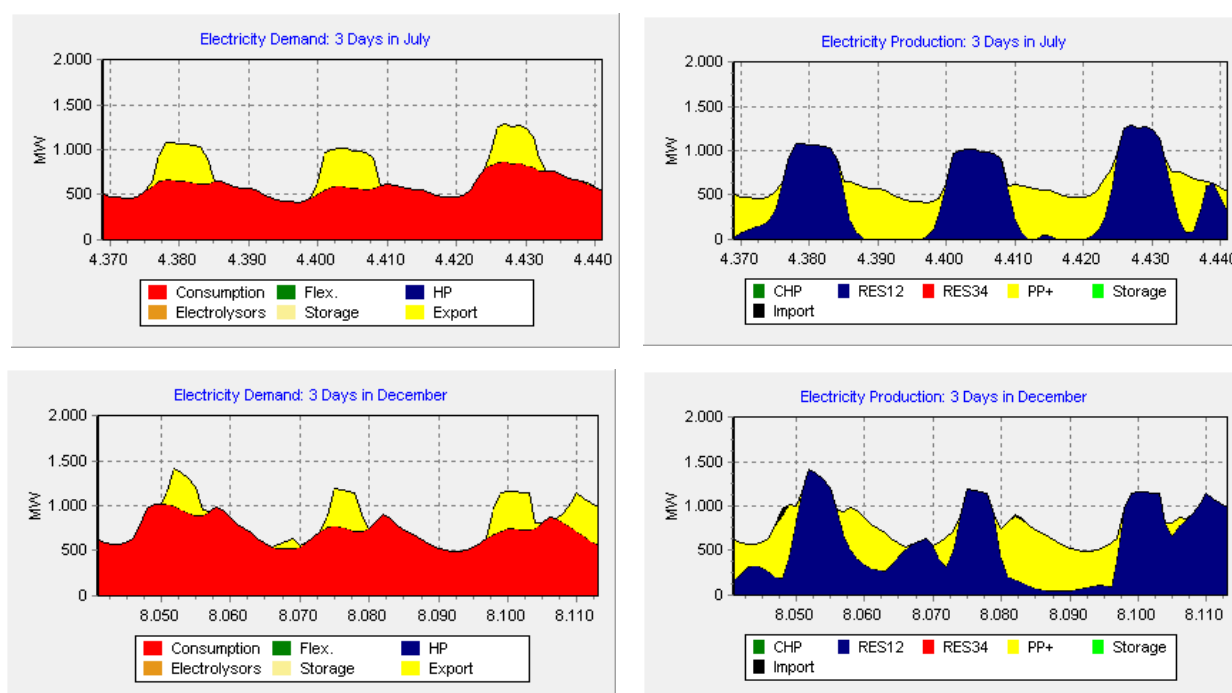 Electricity Demand: 3 Days in July
2.000
1.500
1.000
500
0
MW
4.370 4.380 4.390 4.400 4.410 4.420 4.430 4.440
Consumption Flex. HP
Electrolysors Storage Export
Electricity Production: 3 Days in July
2.000
1.500
1.000
500
0
MW
4.370 4.380 4.390 4.400 4.410 4.420 4.430 4.440
CHP RES12 RES34 PP+ Storage
Import
Electricity Demand: 3 Days in December
2.000
1.500
1.000
500
0
MW
8.050 8.060 8.070 8.080 8.090 8.100 8.110
Consumption Flex. HP
Electrolysors Storage Export
Electricity Production: 3 Days in December
2.000
1.500
1.000
500
0
MW
8.050 8.060 8.070 8.080 8.090 8.100 8.110
CHP RES12 RES34 PP+ Storage
Import